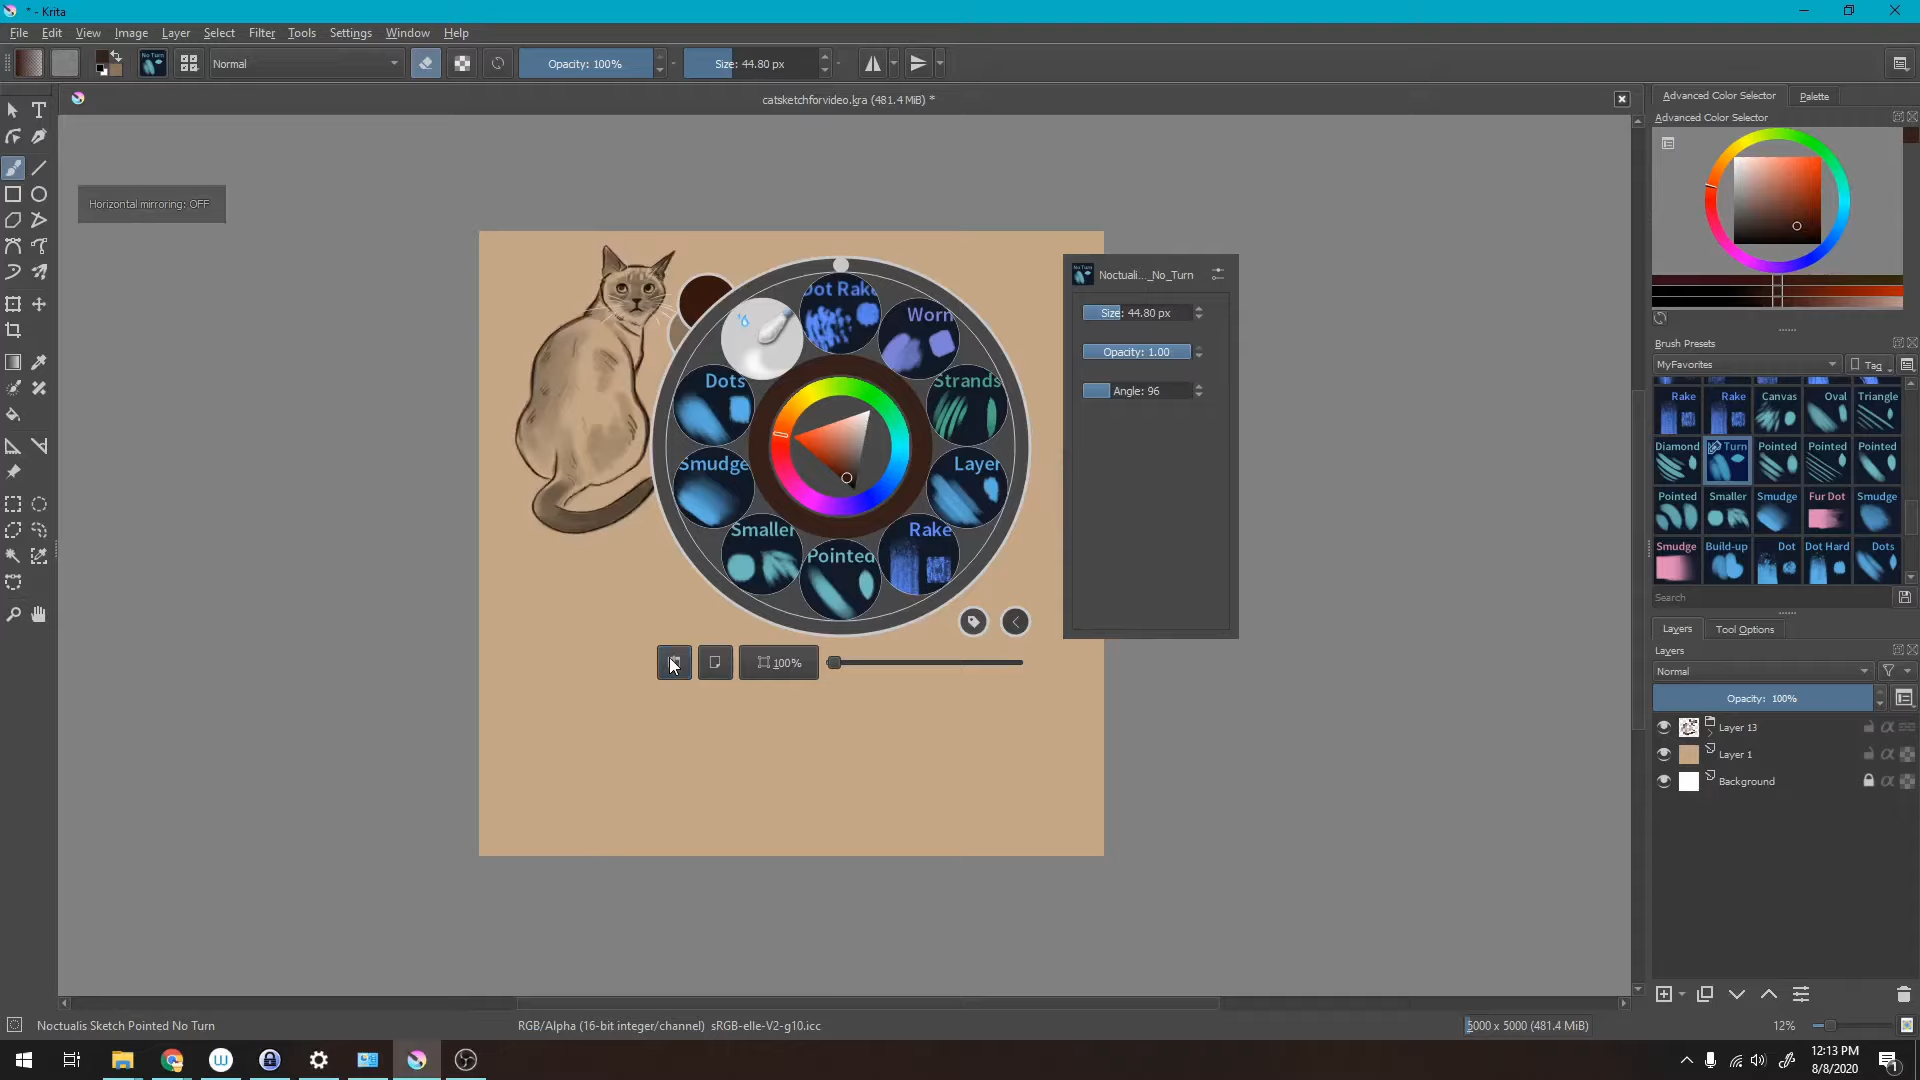 * - Krita
File Edit View Image Layer Select Filter Tools Settings Window Help
No Turn
Normal
Opacity: 100%
Size: 44.80 px
catsketchforvideo.kra (481.4 MiB) *
Horizontal mirroring: OFF
Dot Rake
Worn
Strands
Layer
Rake
Pointed
Smaller
Smudge
Dots
100%
No Turn
Noctuali..._No_Turn
Size: 44.80 px
Opacity: 1.00
Angle: 96
Advanced Color Selector
Palette
Advanced Color Selector
Brush Presets
MyFavorites
Tag
Rake Rake Canvas Oval Triangle
Diamond No Turn Pointed Pointed Pointed
Pointed Smaller Smudge Fur Dot Smudge
Smudge Build-up Dot Dot Hard Dots
Search
Layers
Tool Options
Layers
Normal
Opacity: 100%
Layer 13
Layer 1
Background
Noctualis Sketch Pointed No Turn
RGB/Alpha (16-bit integer/channel) sRGB-elle-V2-g10.icc
5000 x 5000 (481.4 MiB)
12%
12:13 PM
8/8/2020
1